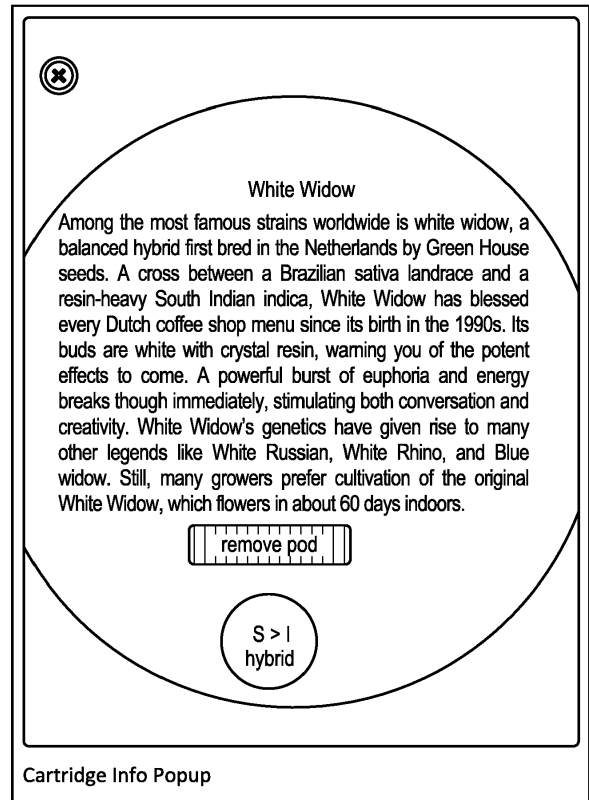 White Widow
Among the most famous strains worldwide is white widow, a
balanced hybrid first bred in the Netherlands by Green House
seeds. A cross between a Brazilian sativa landrace and a
resin-heavy South Indian indica, White Widow has blessed
every Dutch coffee shop menu since its birth in the 1990s. Its
buds are white with crystal resin, warning you of the potent
effects to come. A powerful burst of euphoria and energy
breaks though immediately, stimulating both conversation and
creativity. White Widow's genetics have given rise to many
other legends like White Russian, White Rhino, and Blue
widow. Still, many growers prefer cultivation of the original
White Widow, which flowers in about 60 days indoors.
remove pod
S > I
hybrid
Cartridge Info Popup